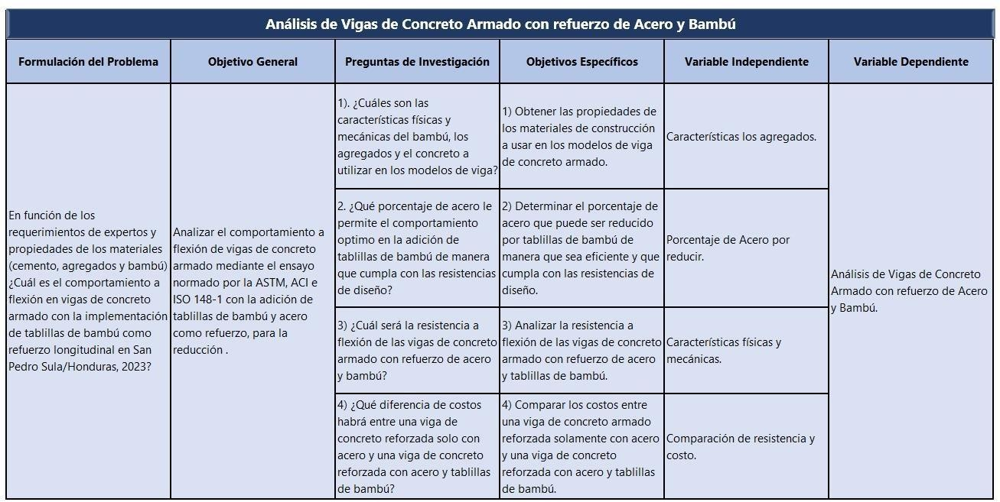 Análisis de Vigas de Concreto Armado con refuerzo de Acero y Bambú
Formulación del Problema
Objetivo General
Preguntas de Investigación
Objetivos Específicos
Variable Independiente
Variable Dependiente
En función de los
requerimientos de expertos y
propiedades de los materiales
(cemento, agregados y bambú)
¿Cuál es el comportamiento a
flexión en vigas de concreto
armado con la implementación
de tablillas de bambú como
refuerzo longitudinal en San
Pedro Sula/Honduras, 2023?
Analizar el comportamiento a
flexión de vigas de concreto
armado mediante el ensayo
normado por la ASTM, ACI e
ISO 148-1 con la adición de
tablillas de bambú y acero
como refuerzo, para la
reducción .
1). ¿Cuáles son las
características físicas y
mecánicas del bambú, los
agregados y el concreto a
utilizar en los modelos de viga?
1) Obtener las propiedades de
los materiales de construcción
a usar en los modelos de viga
de concreto armado.
Características los agregados.
2. ¿Qué porcentaje de acero le
permite el comportamiento
optimo en la adición de
tablillas de bambú de manera
que cumpla con las resistencias
de diseño?
2) Determinar el porcentaje de
acero que puede ser reducido
por tablillas de bambú de
manera que sea eficiente y que
cumpla con las resistencias de
diseño.
Porcentaje de Acero por
reducir.
3) ¿Cuál será la resistencia a
flexión de las vigas de concreto
armado con refuerzo de acero
y bambú?
3) Analizar la resistencia a
flexión de las vigas de concreto
armado con refuerzo de acero
y tablillas de bambú.
Características físicas y
mecánicas.
4) ¿Qué diferencia de costos
habrá entre una viga de
concreto reforzada solo con
acero y una viga de concreto
reforzada con acero y tablillas
de bambú?
4) Comparar los costos entre
una viga de concreto armado
reforzada solamente con acero
y una viga de concreto
reforzada con acero y tablillas
de bambú.
Comparación de resistencia y
costo.
Análisis de Vigas de Concreto
Armado con refuerzo de Acero
y Bambú.